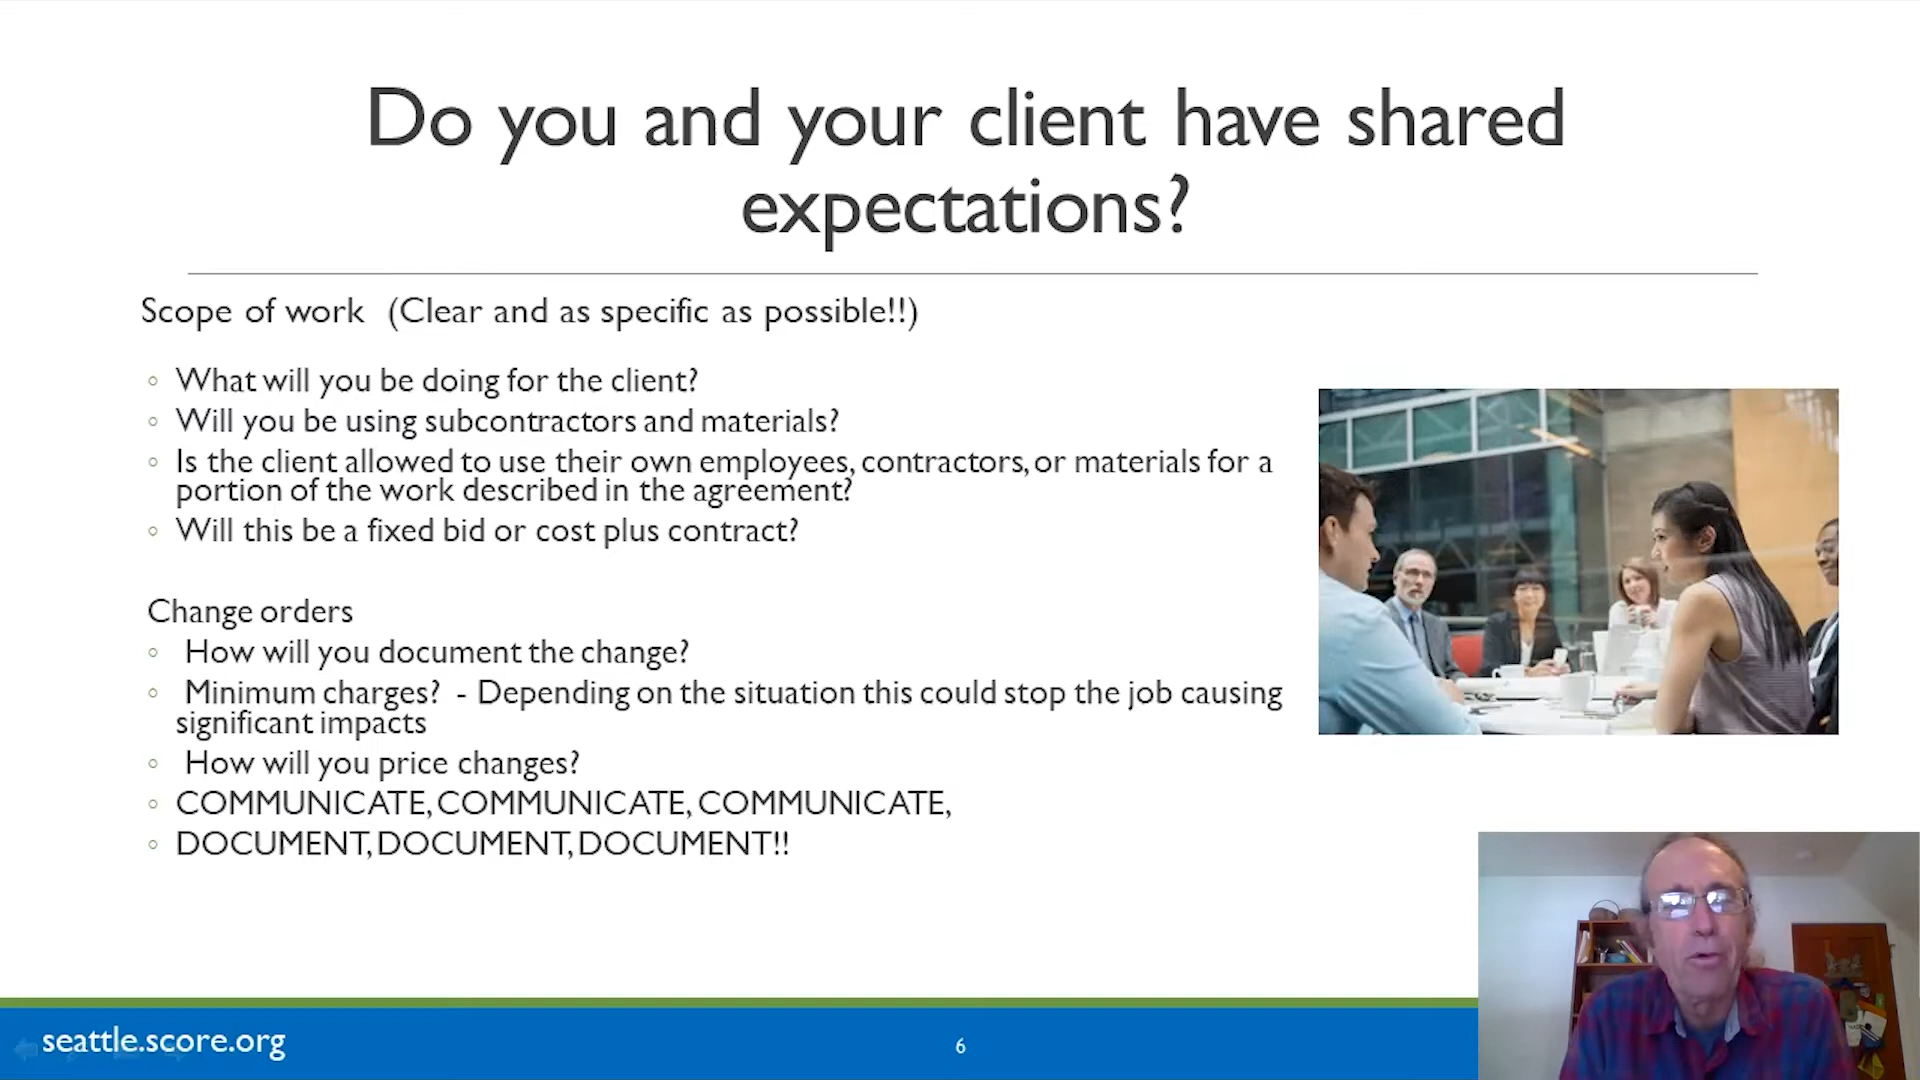 Do you and your client have shared
expectations?
Scope of work (Clear and as specific as possible!!)
◦ What will you be doing for the client?
◦ Will you be using subcontractors and materials?
◦ Is the client allowed to use their own employees, contractors, or materials for a
portion of the work described in the agreement?
◦ Will this be a fixed bid or cost plus contract?
Change orders
◦ How will you document the change?
◦ Minimum charges? - Depending on the situation this could stop the job causing
significant impacts
◦ How will you price changes?
◦ COMMUNICATE, COMMUNICATE, COMMUNICATE,
◦ DOCUMENT, DOCUMENT, DOCUMENT!!
seattle.score.org
6